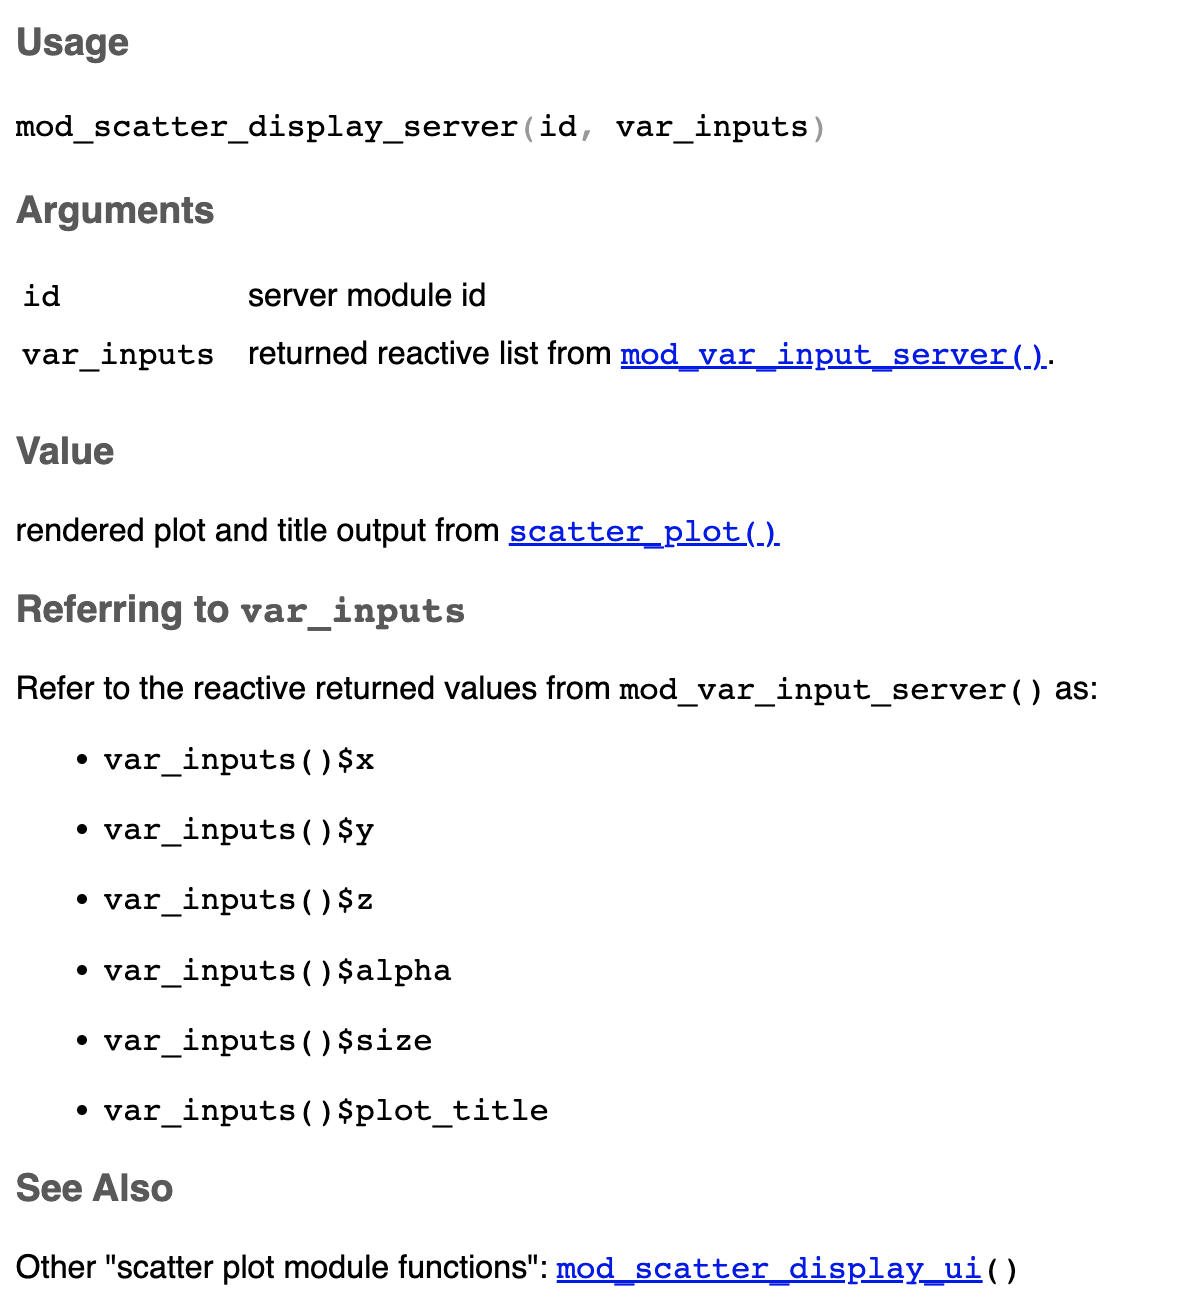 Usage
mod_scatter_display_server(id, var_inputs)
Arguments
id server module id
var_inputs returned reactive list from mod_var_input_server().
Value
rendered plot and title output from scatter_plot()
Referring to var_inputs
Refer to the reactive returned values from mod_var_input_server() as:
• var_inputs()$x
• var_inputs()$y
• var_inputs()$z
• var_inputs()$alpha
• var_inputs()$size
• var_inputs()$plot_title
See Also
Other "scatter plot module functions": mod_scatter_display_ui()